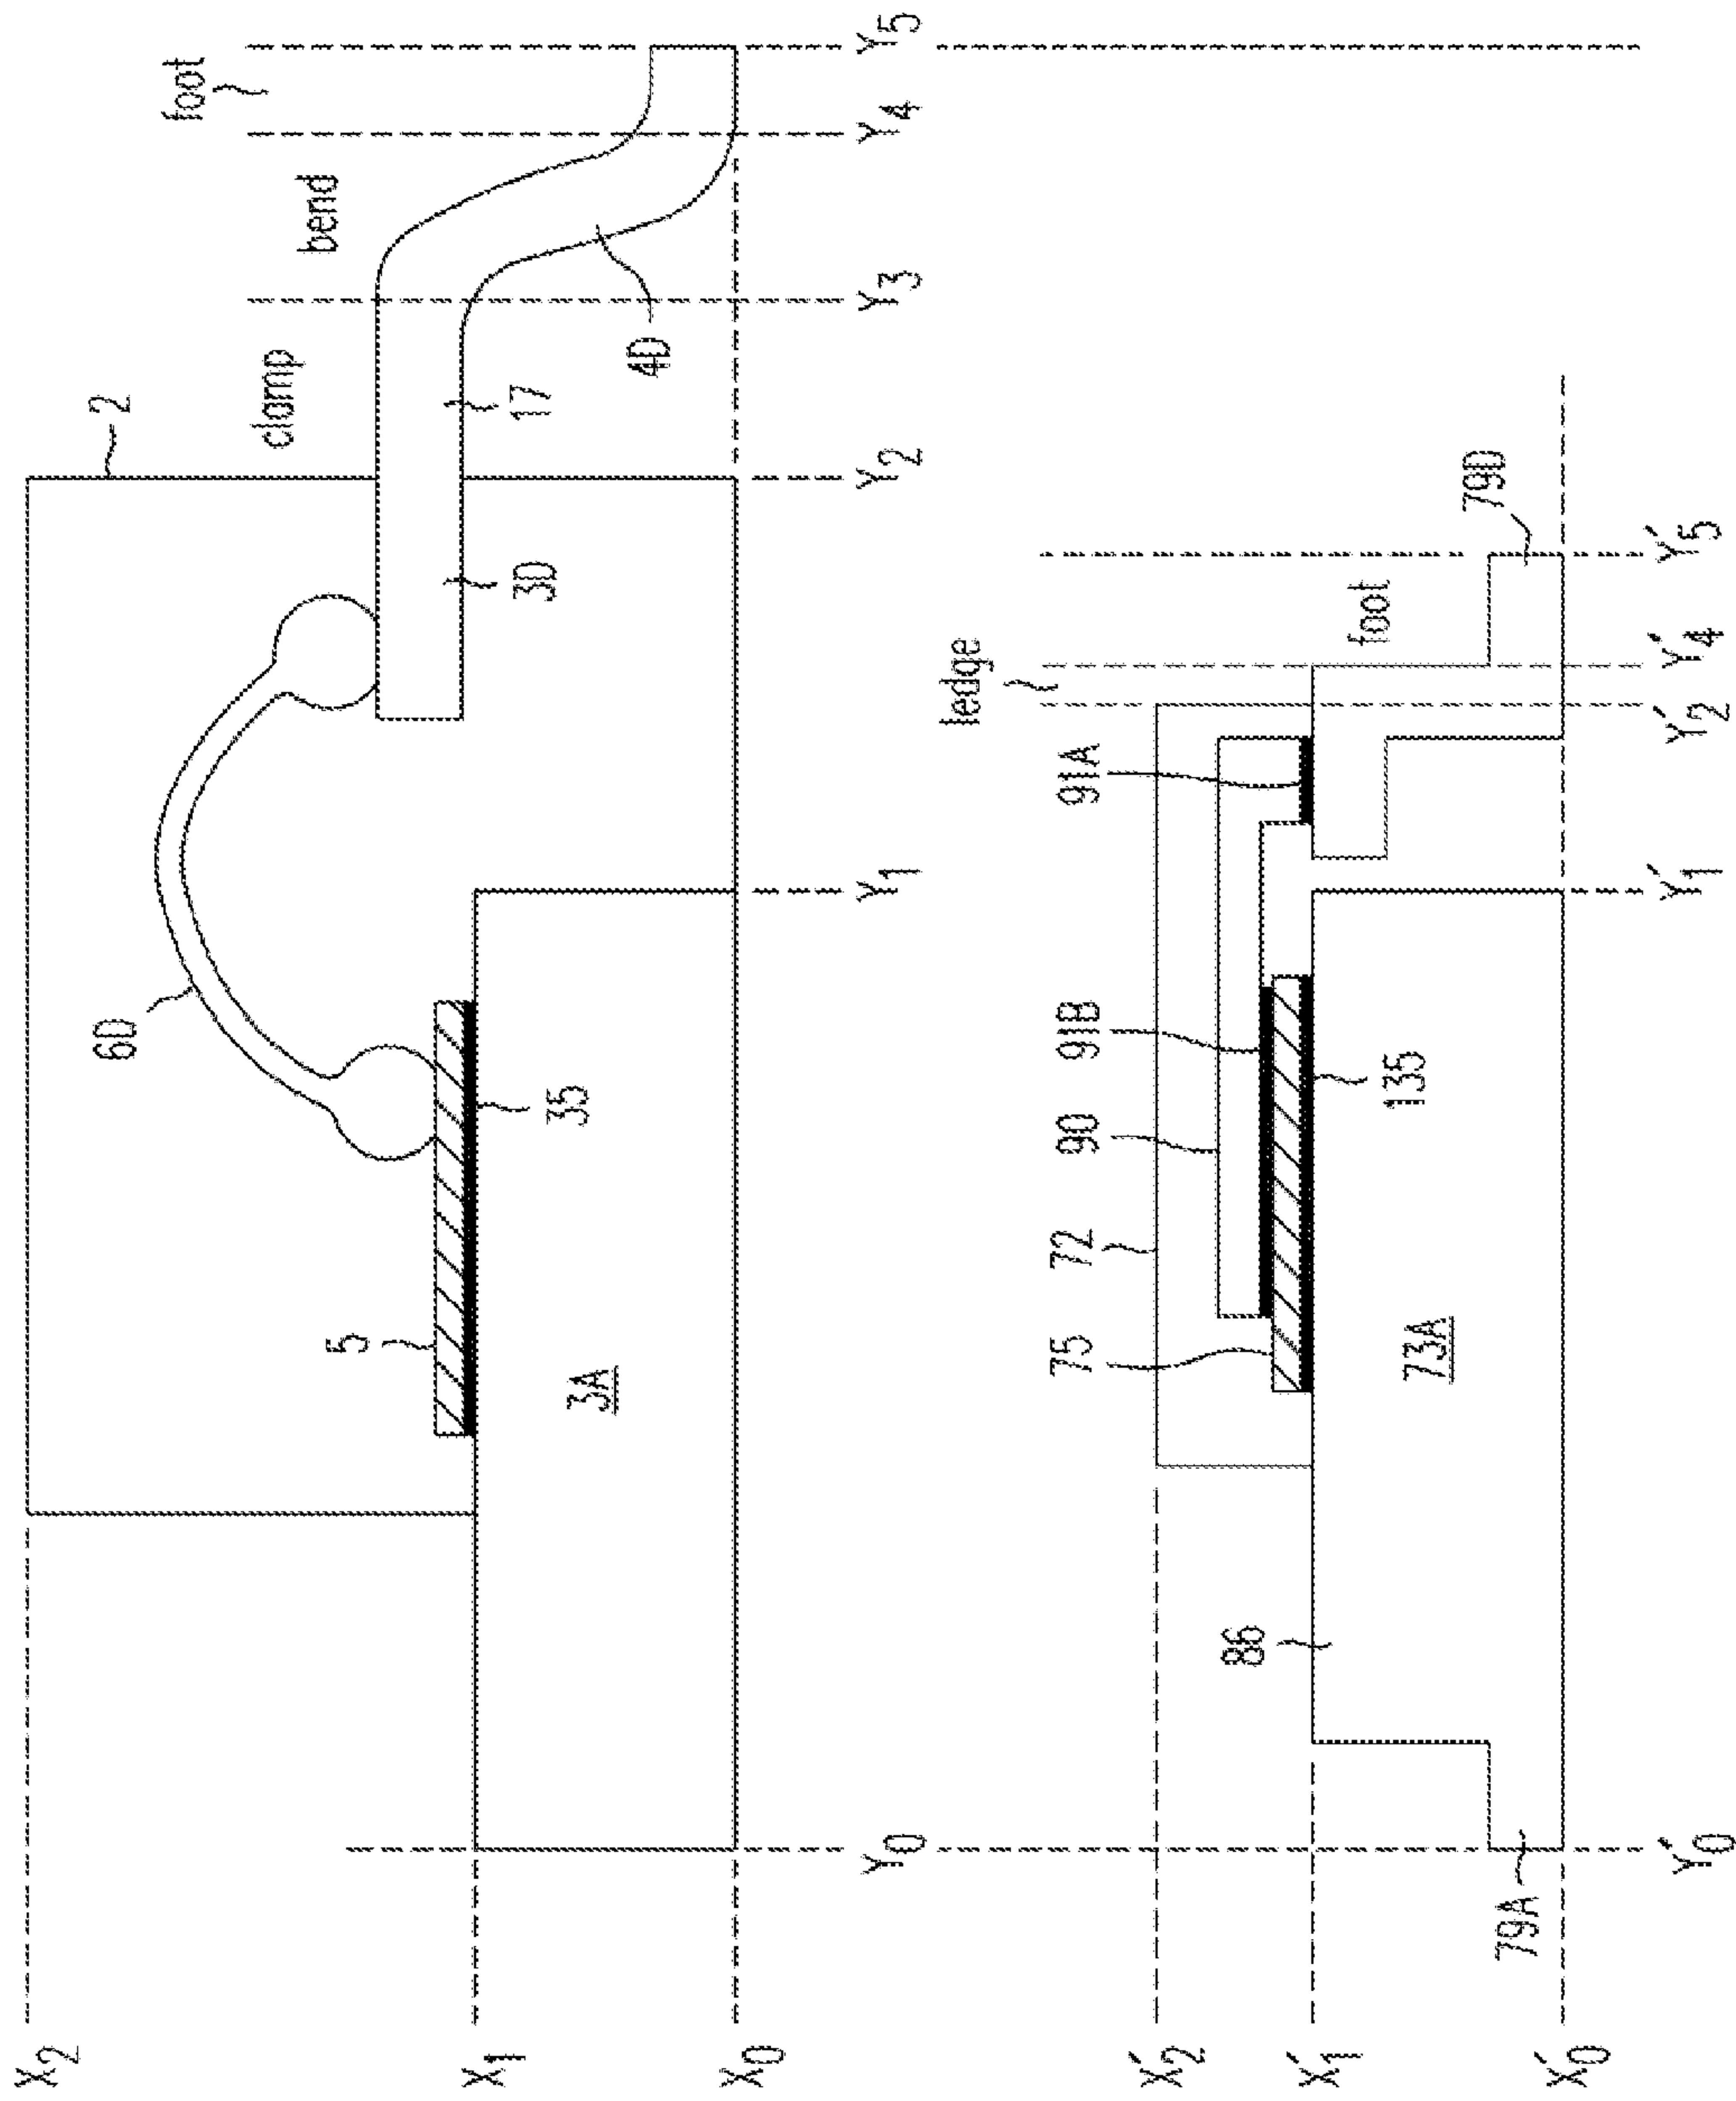 foot
2
clamp
bend
6D
5
35
3D
17
4D
3A
X2
X1
X0
Y0
Y1
Y2
Y3
Y4
Y5
ledge
75
72
90
91B
91A
foot
79D
86
135
73A
79A
X'2
X'1
X'0
Y'0
Y'1
Y'2
Y'4
Y'5